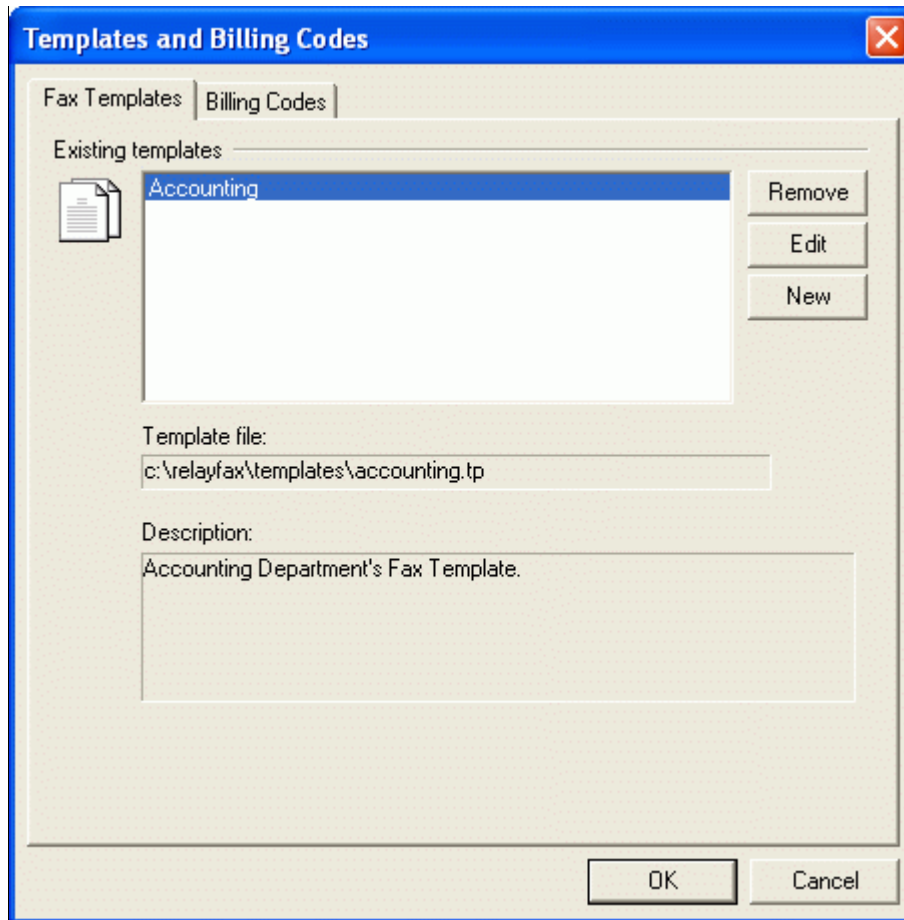 Templates and Billing Codes
Fax Templates
Billing Codes
Existing templates
Accounting
Remove
Edit
New
Template file:
c:\relayfax\templates\accounting.tp
Description:
Accounting Department's Fax Template.
OK
Cancel